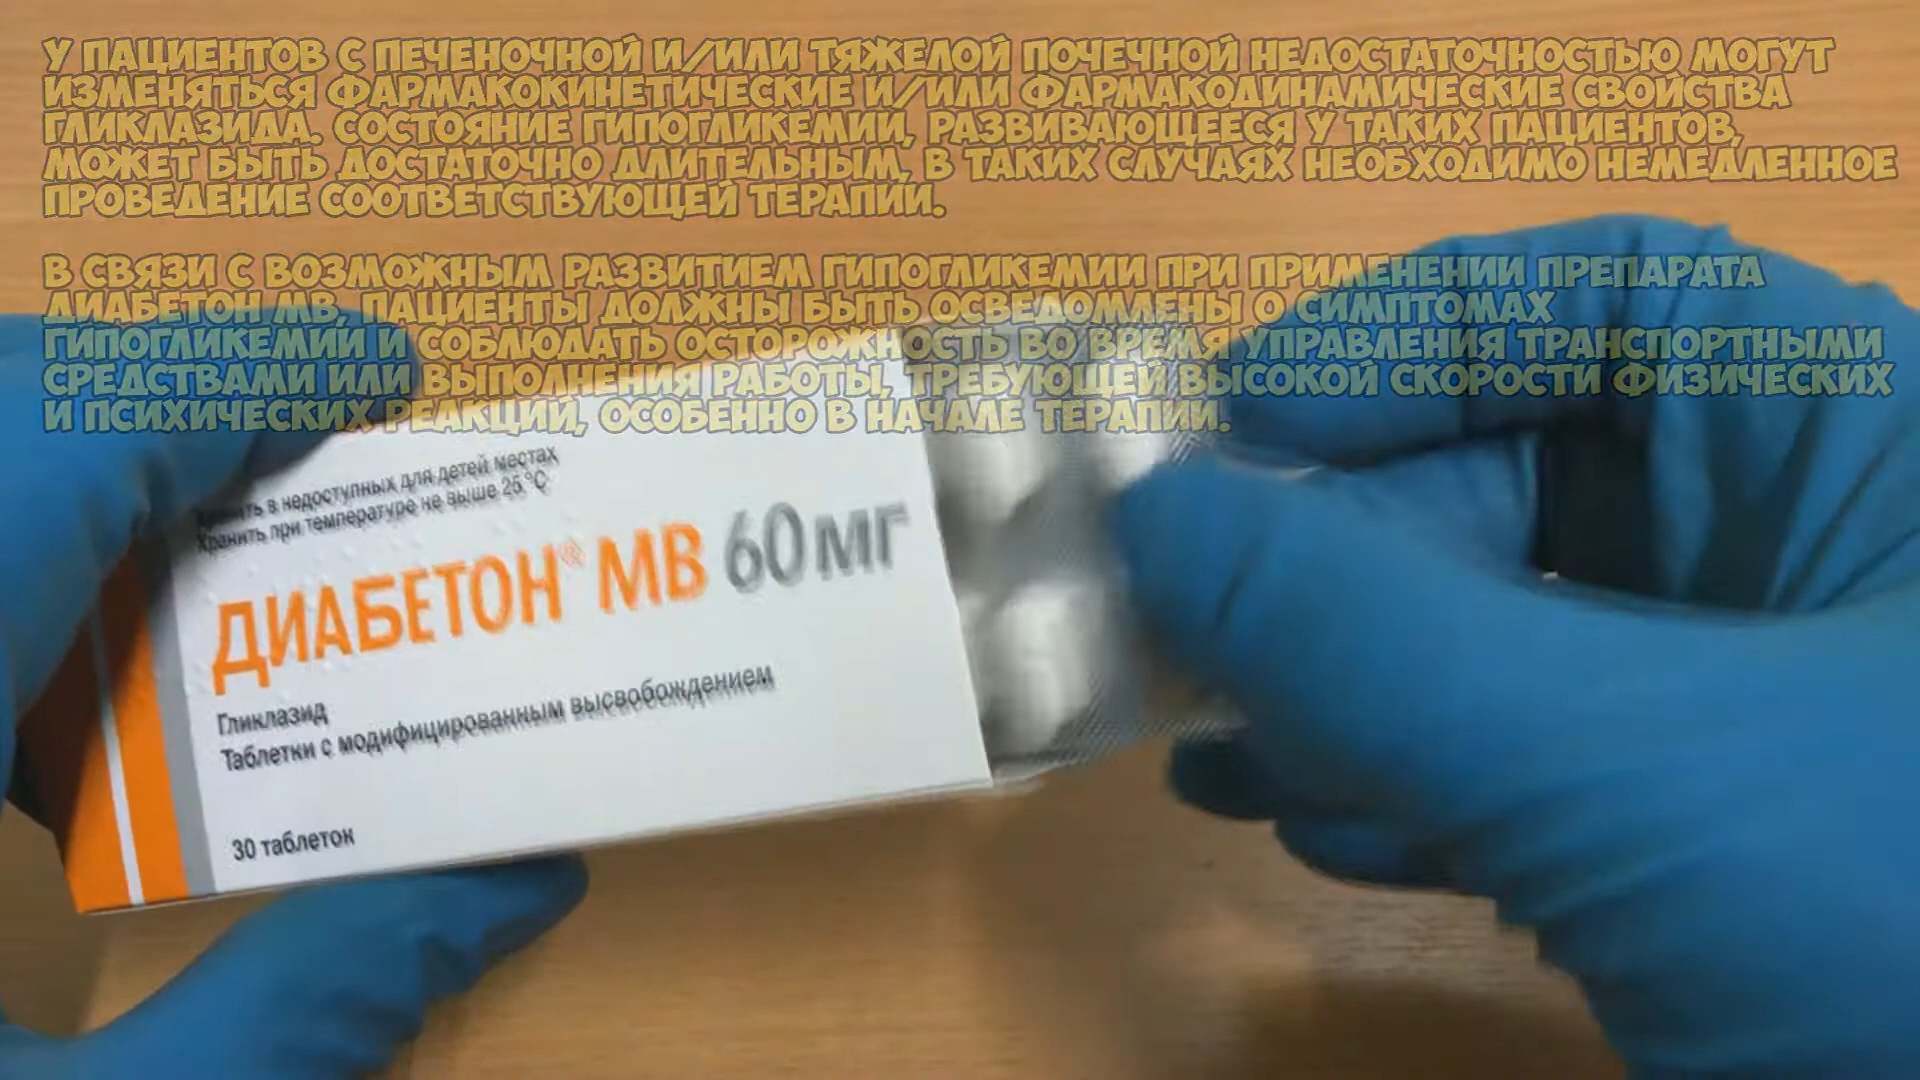 У ПАЦИЕНТОВ С ПЕЧЕНОЧНОЙ И/ИЛИ ТЯЖЕЛОЙ ПОЧЕЧНОЙ НЕДОСТАТОЧНОСТЬЮ МОГУТ
ИЗМЕНЯТЬСЯ ФАРМАКОКИНЕТИЧЕСКИЕ И/ИЛИ ФАРМАКОДИНАМИЧЕСКИЕ СВОЙСТВА
ГЛИКЛАЗИДА. СОСТОЯНИЕ ГИПОГЛИКЕМИИ, РАЗВИВАЮЩЕЕСЯ У ТАКИХ ПАЦИЕНТОВ,
МОЖЕТ БЫТЬ ДОСТАТОЧНО ДЛИТЕЛЬНЫМ, В ТАКИХ СЛУЧАЯХ НЕОБХОДИМО НЕМЕДЛЕННОЕ
ПРОВЕДЕНИЕ СООТВЕТСТВУЮЩЕЙ ТЕРАПИИ.
В СВЯЗИ С ВОЗМОЖНЫМ РАЗВИТИЕМ ГИПОГЛИКЕМИИ ПРИ ПРИМЕНЕНИИ ПРЕПАРАТА
ДИАБЕТОН МВ, ПАЦИЕНТЫ ДОЛЖНЫ БЫТЬ ОСВЕДОМЛЕНЫ О СИМПТОМАХ
ГИПОГЛИКЕМИИ И СОБЛЮДАТЬ ОСТОРОЖНОСТЬ ВО ВРЕМЯ УПРАВЛЕНИЯ ТРАНСПОРТНЫМИ
СРЕДСТВАМИ ИЛИ ВЫПОЛНЕНИЯ РАБОТЫ, ТРЕБУЮЩЕЙ ВЫСОКОЙ СКОРОСТИ ФИЗИЧЕСКИХ
И ПСИХИЧЕСКИХ РЕАКЦИЙ, ОСОБЕННО В НАЧАЛЕ ТЕРАПИИ.
Хранить в недоступных для детей местах
Хранить при температуре не выше 25 °C
ДИАБЕТОН® МВ 60 мг
Гликлазид
Таблетки с модифицированным высвобождением
30 таблеток